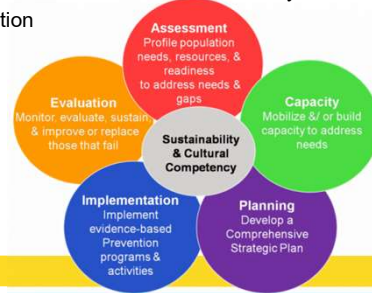 tion
Assessment
Profile population
needs, resources, &
readiness
to address needs &
gaps
Evaluation
Monitor, evaluate, sustain,
& improve or replace
those that fail
Capacity
Mobilize &/ or build
capacity to address
needs
Sustainability
& Cultural
Competency
Implementation
Implement
evidence-based
Prevention
programs &
activities
Planning
Develop a
Comprehensive
Strategic Plan